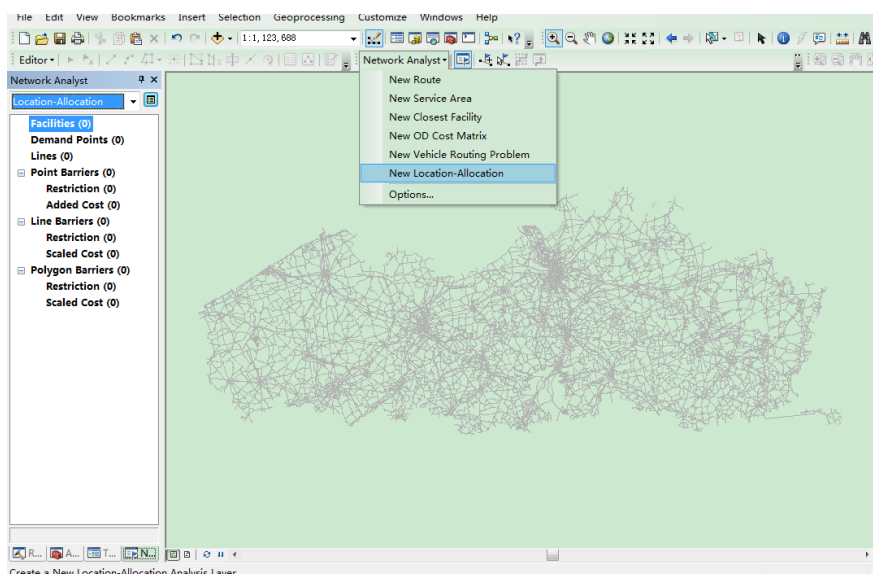 File Edit View Bookmarks Insert Selection Geoprocessing Customize Windows Help
1:1,123,688
Editor Network Analyst
Network Analyst
Location-Allocation
Facilities (0)
Demand Points (0)
Lines (0)
Point Barriers (0)
Restriction (0)
Added Cost (0)
Line Barriers (0)
Restriction (0)
Scaled Cost (0)
Polygon Barriers (0)
Restriction (0)
Scaled Cost (0)
New Route
New Service Area
New Closest Facility
New OD Cost Matrix
New Vehicle Routing Problem
New Location-Allocation
Options...
R... A... T... N...
Create a New Location-Allocation Analysis Layer